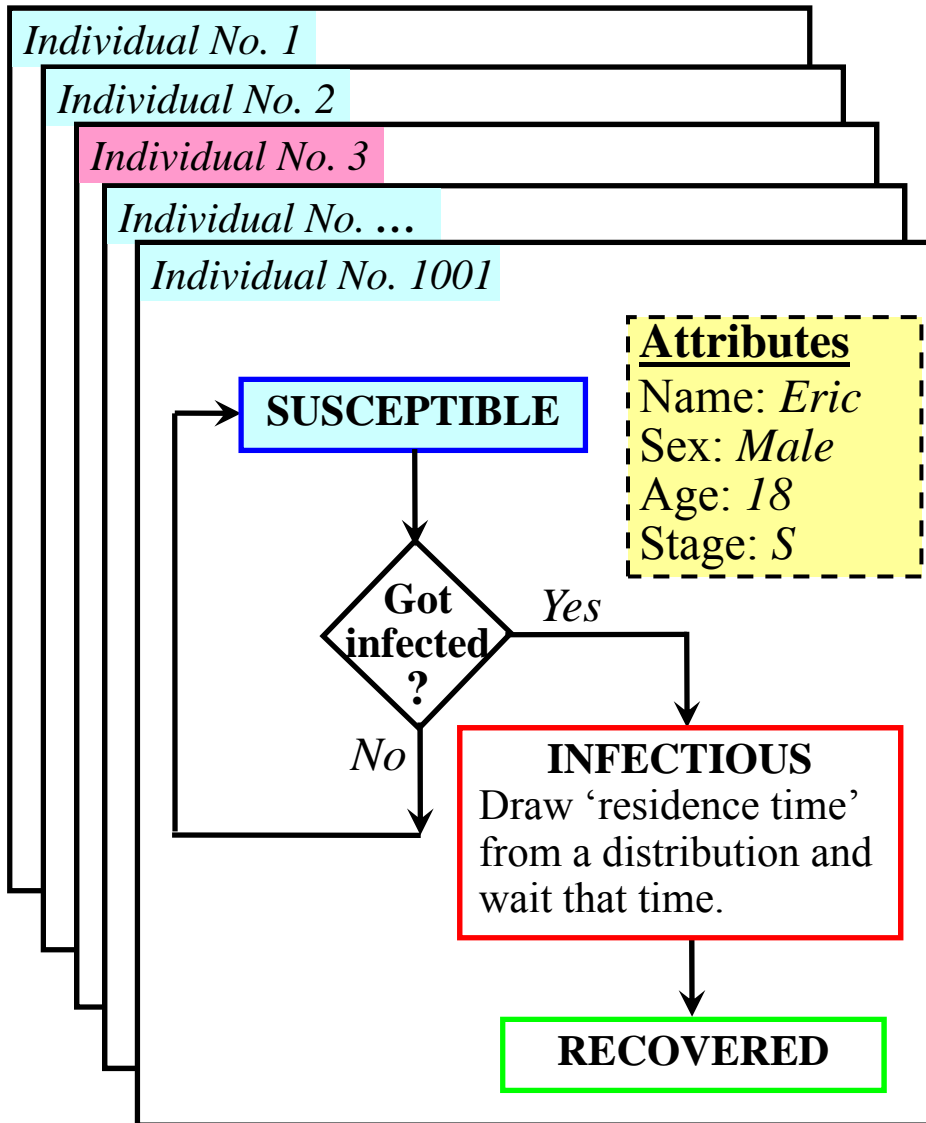 Individual No. 1
Individual No. 2
Individual No. 3
Individual No. ...
Individual No. 1001
Attributes
Name: Eric
Sex: Male
Age: 18
Stage: S
SUSCEPTIBLE
Got
infected
?
Yes
No
INFECTIOUS
Draw ‘residence time’
from a distribution and
wait that time.
RECOVERED